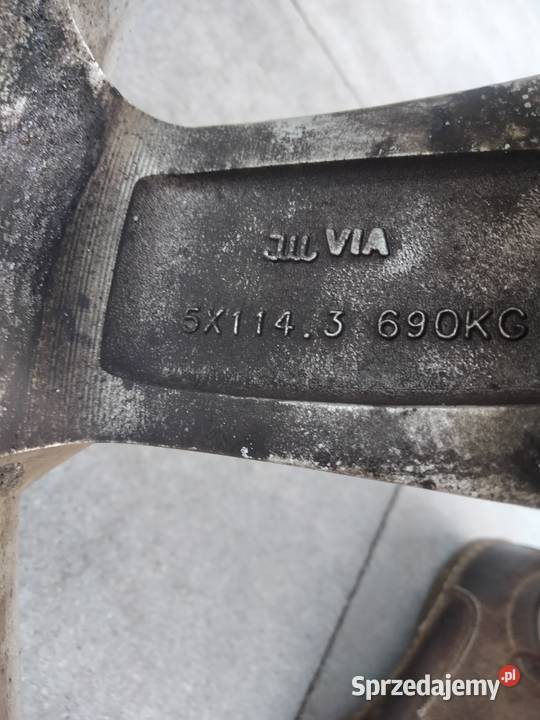 JWL VIA
5X114.3 690KG
Sprzedajemy.pl